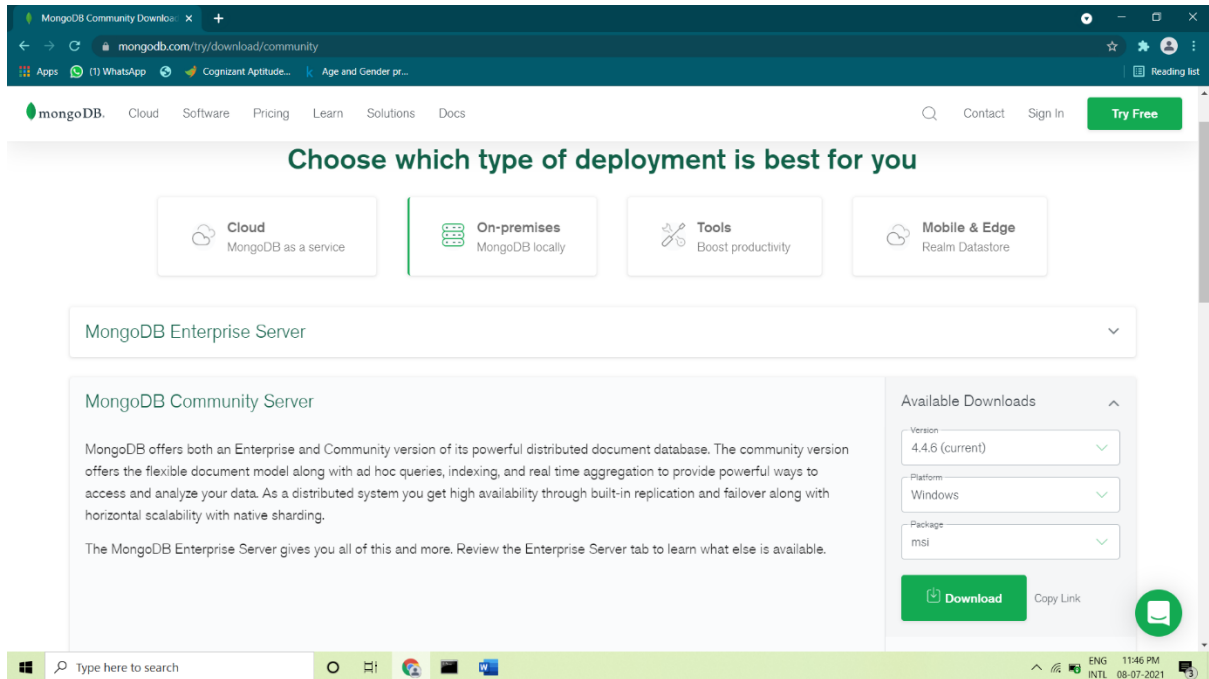 MongoDB Community Downloa
mongodb.com/try/download/community
Apps (1) WhatsApp Cognizant Aptitude... Age and Gender pr... Reading list
mongoDB. Cloud Software Pricing Learn Solutions Docs Contact Sign In Try Free
Choose which type of deployment is best for you
Cloud
MongoDB as a service
On-premises
MongoDB locally
Tools
Boost productivity
Mobile & Edge
Realm Datastore
MongoDB Enterprise Server
MongoDB Community Server
MongoDB offers both an Enterprise and Community version of its powerful distributed document database. The community version
offers the flexible document model along with ad hoc queries, indexing, and real time aggregation to provide powerful ways to
access and analyze your data. As a distributed system you get high availability through built-in replication and failover along with
horizontal scalability with native sharding.
The MongoDB Enterprise Server gives you all of this and more. Review the Enterprise Server tab to learn what else is available.
Available Downloads
Version
4.4.6 (current)
Platform
Windows
Package
msi
Download Copy Link
Type here to search
ENG 11:46 PM
INTL 08-07-2021
3